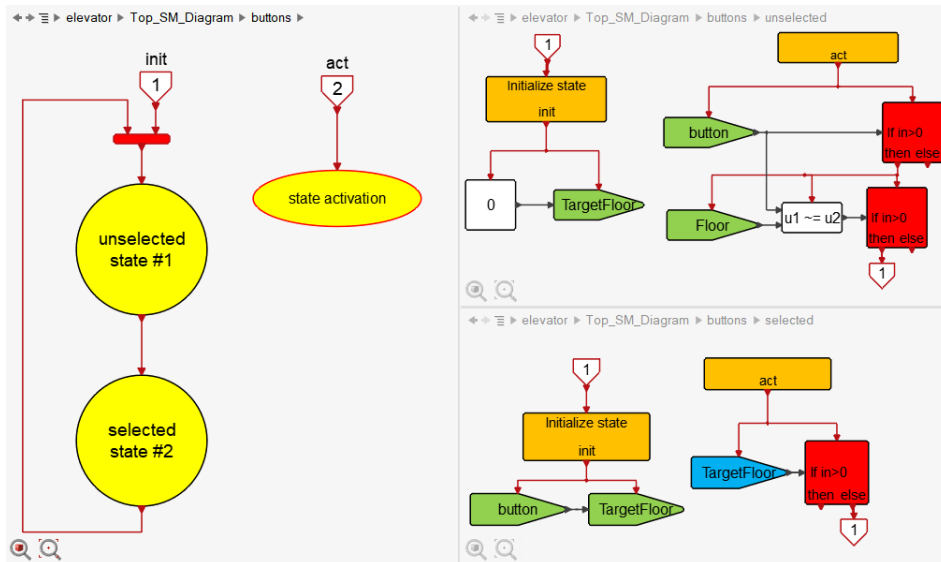 elevator Top_SM_Diagram buttons
init
1
act
2
unselected
state #1
state activation
selected
state #2
elevator Top_SM_Diagram buttons unselected
1
Initialize state
init
0
TargetFloor
act
button
If in>0
then else
Floor
u1 ~= u2
If in>0
then else
1
elevator Top_SM_Diagram buttons selected
1
Initialize state
init
button
TargetFloor
act
TargetFloor
If in>0
then else
1